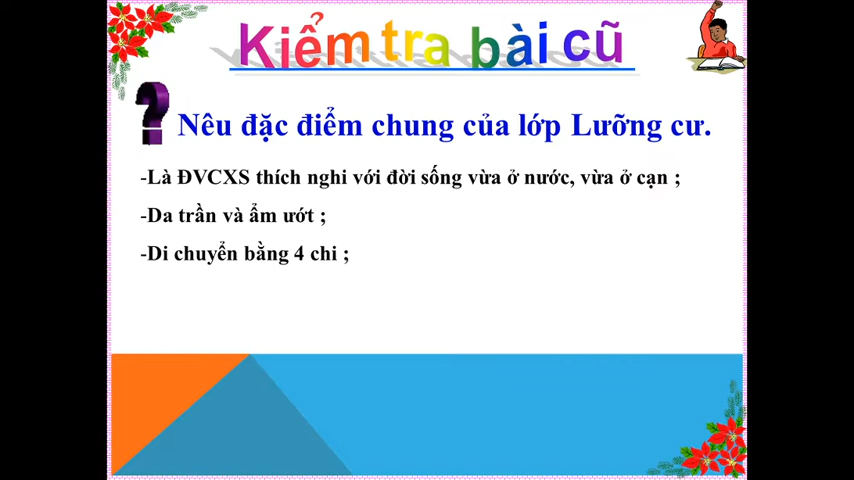 Kiểm tra bài cũ
Nêu đặc điểm chung của lớp Lưỡng cư.
-Là ĐVCXS thích nghi với đời sống vừa ở nước, vừa ở cạn ;
-Da trần và ẩm ướt ;
-Di chuyển bằng 4 chi ;